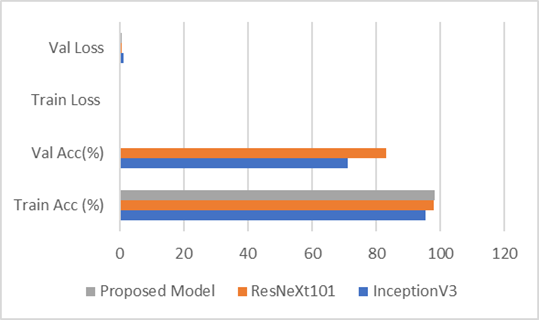 Val Loss
Train Loss
Val Acc(%)
Train Acc (%)
0 20 40 60 80 100 120
Proposed Model ResNeXt101 InceptionV3